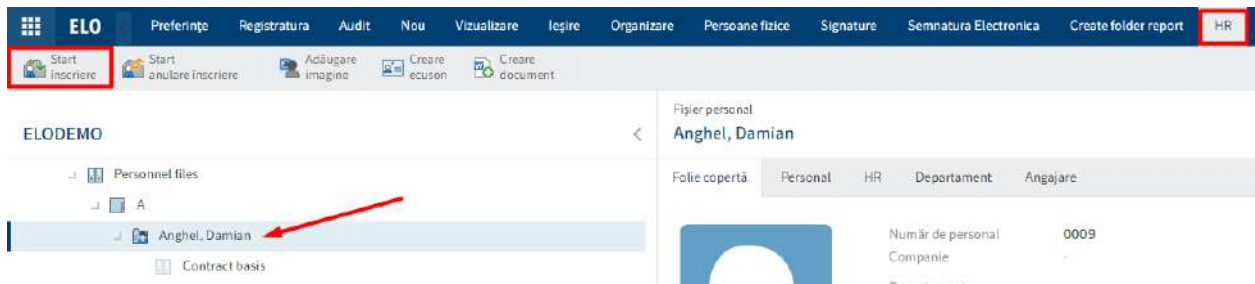 ELO Preferințe Registratura Audit Nou Vizualizare Ieșire Organizare Persoane fizice Signature Semnatura Electronica Create folder report HR
Start înscriere
Start anulare înscriere
Adăugare imagine
Creare ecuson
Creare document
ELODEMO
Personnel files
A
Anghel, Damian
Contract basis
Fișier personal
Anghel, Damian
Folie copertă Personal HR Departament Angajare
Număr de personal 0009
Companie -